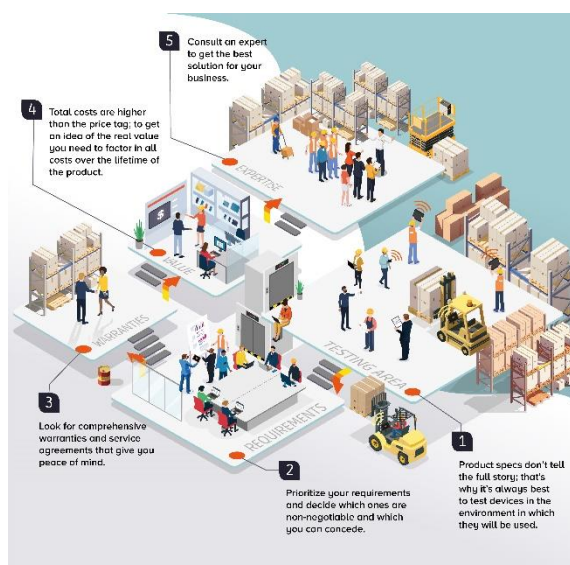 5
Consult an expert
to get the best
solution for your
business.
4
Total costs are higher
than the price tag; to get
an idea of the real value
you need to factor in all
costs over the lifetime of
the product.
EXPERTISE
$
VALUE
WARRANTIES
TESTING AREA
REQUIREMENTS
3
Look for comprehensive
warranties and service
agreements that give you
peace of mind.
2
Prioritize your requirements
and decide which ones are
non-negotiable and which
you can concede.
1
Product specs don't tell
the full story; that's
why it's always best
to test devices in the
environment in which
they will be used.